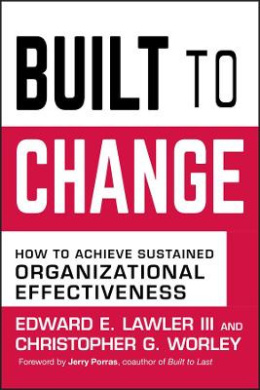 BUILT TO
CHANGE
HOW TO ACHIEVE SUSTAINED
ORGANIZATIONAL
EFFECTIVENESS
EDWARD E. LAWLER III AND
CHRISTOPHER G. WORLEY
Foreword by Jerry Porras, coauthor of Built to Last